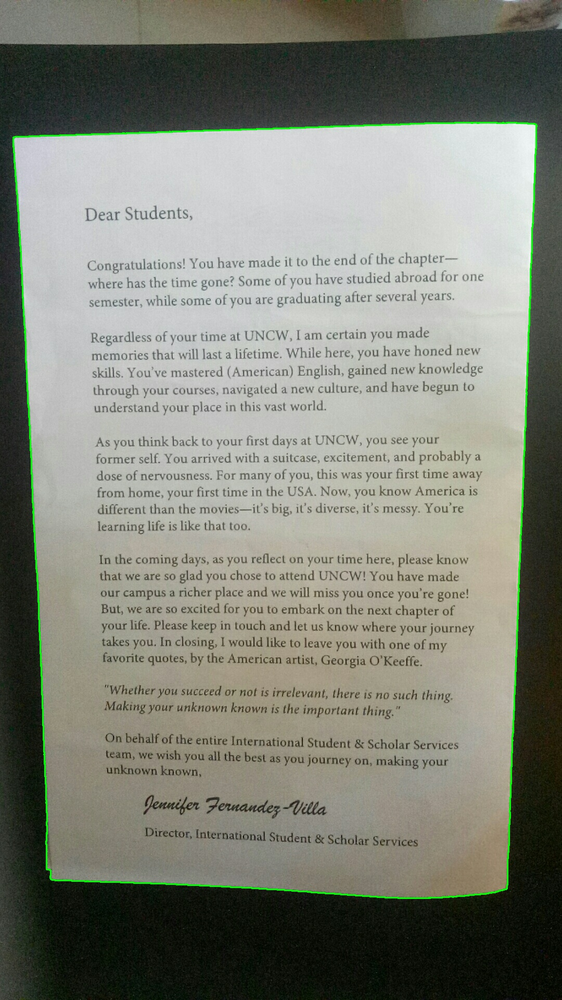 Dear Students,
Congratulations! You have made it to the end of the chapter—
where has the time gone? Some of you have studied abroad for one
semester, while some of you are graduating after several years.
Regardless of your time at UNCW, I am certain you made
memories that will last a lifetime. While here, you have honed new
skills. You've mastered (American) English, gained new knowledge
through your courses, navigated a new culture, and have begun to
understand your place in this vast world.
As you think back to your first days at UNCW, you see your
former self. You arrived with a suitcase, excitement, and probably a
dose of nervousness. For many of you, this was your first time away
from home, your first time in the USA. Now, you know America is
different than the movies—it's big, it's diverse, it's messy. You're
learning life is like that too.
In the coming days, as you reflect on your time here, please know
that we are so glad you chose to attend UNCW! You have made
our campus a richer place and we will miss you once you're gone!
But, we are so excited for you to embark on the next chapter of
your life. Please keep in touch and let us know where your journey
takes you. In closing, I would like to leave you with one of my
favorite quotes, by the American artist, Georgia O'Keeffe.
"Whether you succeed or not is irrelevant, there is no such thing.
Making your unknown known is the important thing."
On behalf of the entire International Student & Scholar Services
team, we wish you all the best as you journey on, making your
unknown known,
Jennifer Fernandez-Villa
Director, International Student & Scholar Services